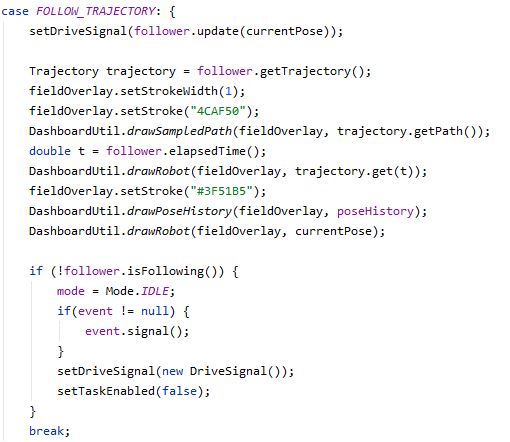 case FOLLOW_TRAJECTORY: {
    setDriveSignal(follower.update(currentPose));

    Trajectory trajectory = follower.getTrajectory();
    fieldOverlay.setStrokeWidth(1);
    fieldOverlay.setStroke("4CAF50");
    DashboardUtil.drawSampledPath(fieldOverlay, trajectory.getPath());
    double t = follower.elapsedTime();
    DashboardUtil.drawRobot(fieldOverlay, trajectory.get(t));
    fieldOverlay.setStroke("#3F51B5");
    DashboardUtil.drawPoseHistory(fieldOverlay, poseHistory);
    DashboardUtil.drawRobot(fieldOverlay, currentPose);

    if (!follower.isFollowing()) {
        mode = Mode.IDLE;
        if(event != null) {
            event.signal();
        }
        setDriveSignal(new DriveSignal());
        setTaskEnabled(false);
    }
    break;